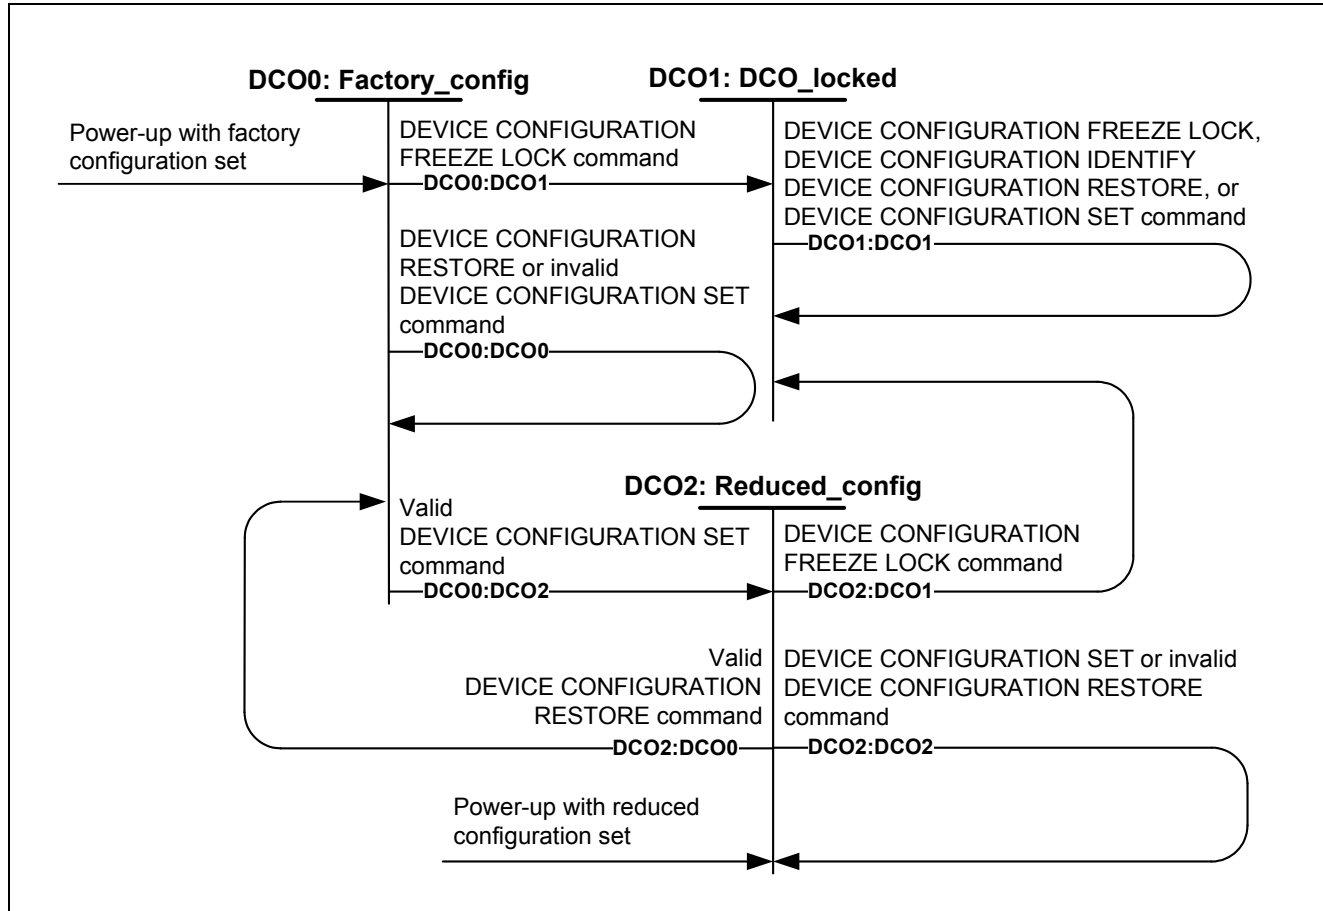 DCO0: Factory_config
DCO1: DCO_locked
Power-up with factory
configuration set
DEVICE CONFIGURATION
FREEZE LOCK command
DCO0:DCO1
DEVICE CONFIGURATION FREEZE LOCK,
DEVICE CONFIGURATION IDENTIFY
DEVICE CONFIGURATION RESTORE, or
DEVICE CONFIGURATION SET command
DCO1:DCO1
DEVICE CONFIGURATION
RESTORE or invalid
DEVICE CONFIGURATION SET
command
DCO0:DCO0
DCO2: Reduced_config
Valid
DEVICE CONFIGURATION SET
command
DCO0:DCO2
DEVICE CONFIGURATION
FREEZE LOCK command
DCO2:DCO1
Valid
DEVICE CONFIGURATION
RESTORE command
DCO2:DCO0
DEVICE CONFIGURATION SET or invalid
DEVICE CONFIGURATION RESTORE
command
DCO2:DCO2
Power-up with reduced
configuration set